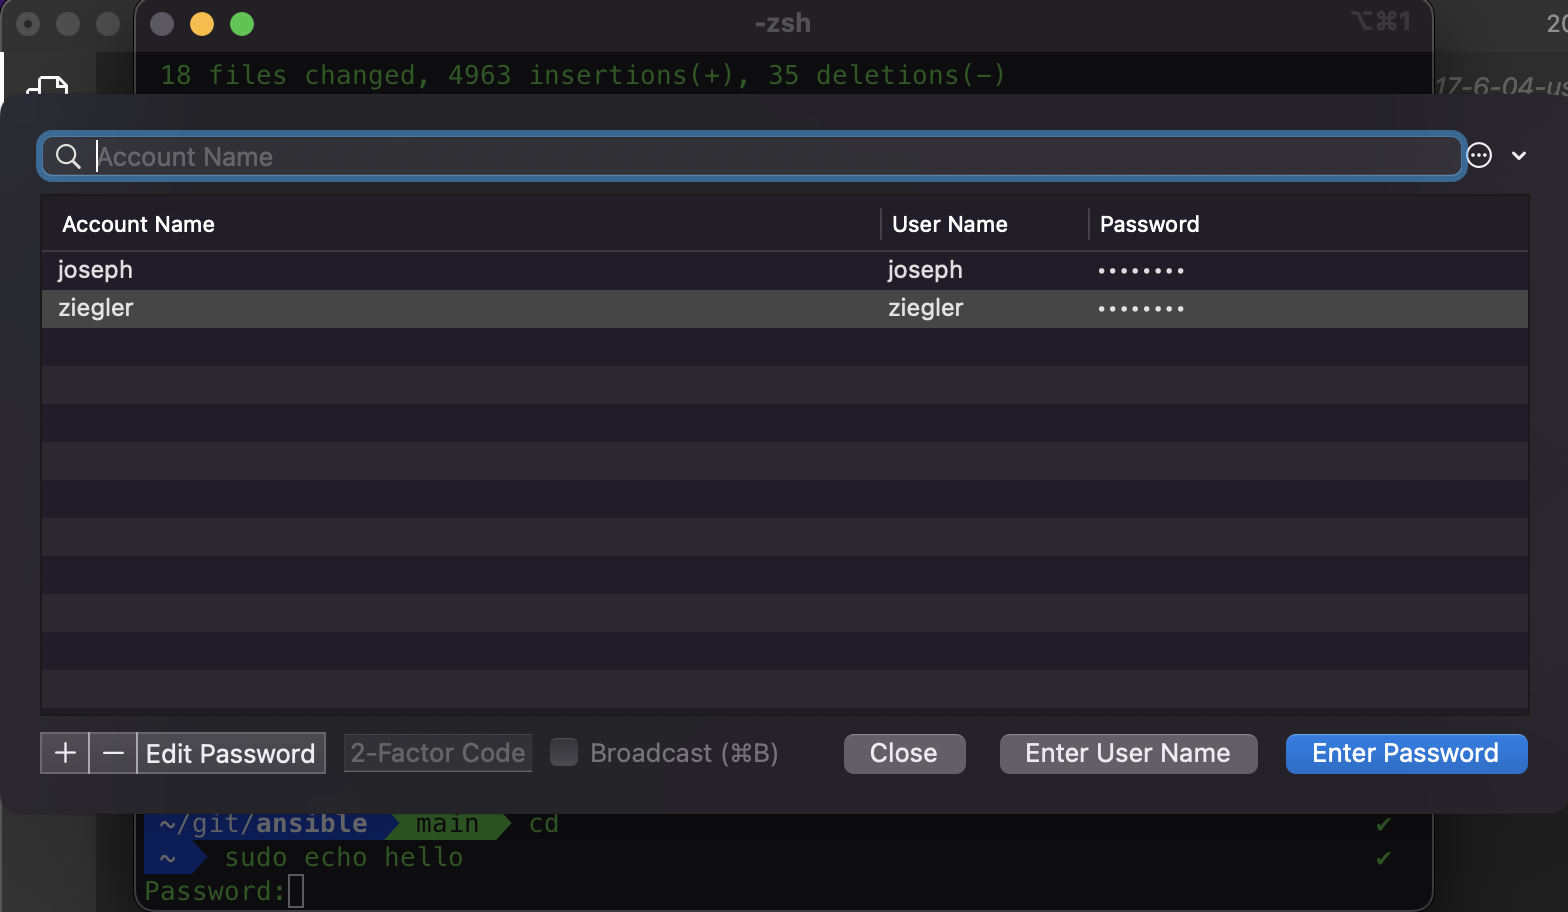 -zsh
⌥⌘1
20
18 files changed, 4963 insertions(+), 35 deletions(-)
17-6-04-us
Account Name
Account Name User Name Password
joseph joseph ••••••••
ziegler ziegler ••••••••
+ − Edit Password 2-Factor Code Broadcast (⌘B) Close Enter User Name Enter Password
~/git/ansible main cd ✔
~ sudo echo hello ✔
Password: